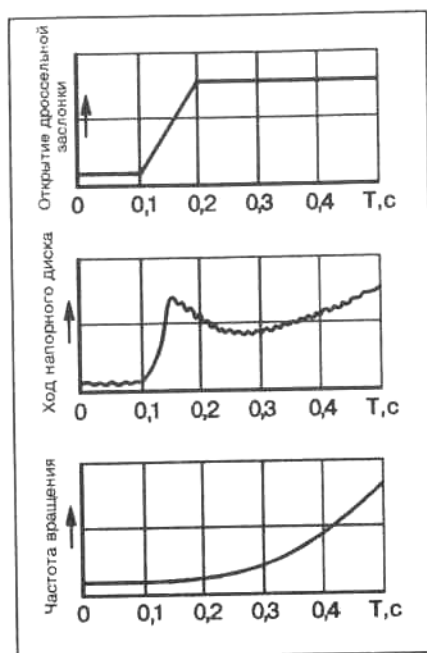 Открытие дроссельной
заслонки
0 0,1 0,2 0,3 0,4 T,с
Ход напорного диска
0 0,1 0,2 0,3 0,4 T,с
Частота вращения
0 0,1 0,2 0,3 0,4 T,с